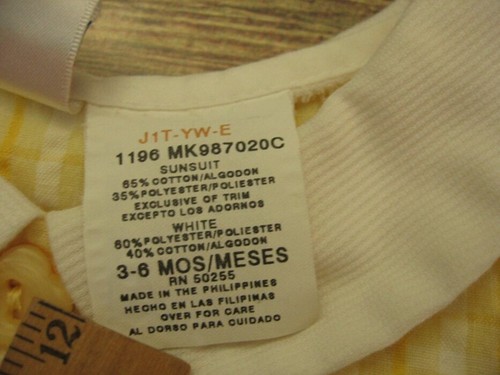 J1T-YW-E
1196 MK987020C
SUNSUIT
65% COTTON/ALGODON
35% POLYESTER/POLIESTER
EXCLUSIVE OF TRIM
EXCEPTO LOS ADORNOS
WHITE
60% POLYESTER/POLIESTER
40% COTTON/ALGODON
3-6 MOS/MESES
RN 50255
MADE IN THE PHILIPPINES
HECHO EN LAS FILIPINAS
OVER FOR CARE
AL DORSO PARA CUIDADO
12